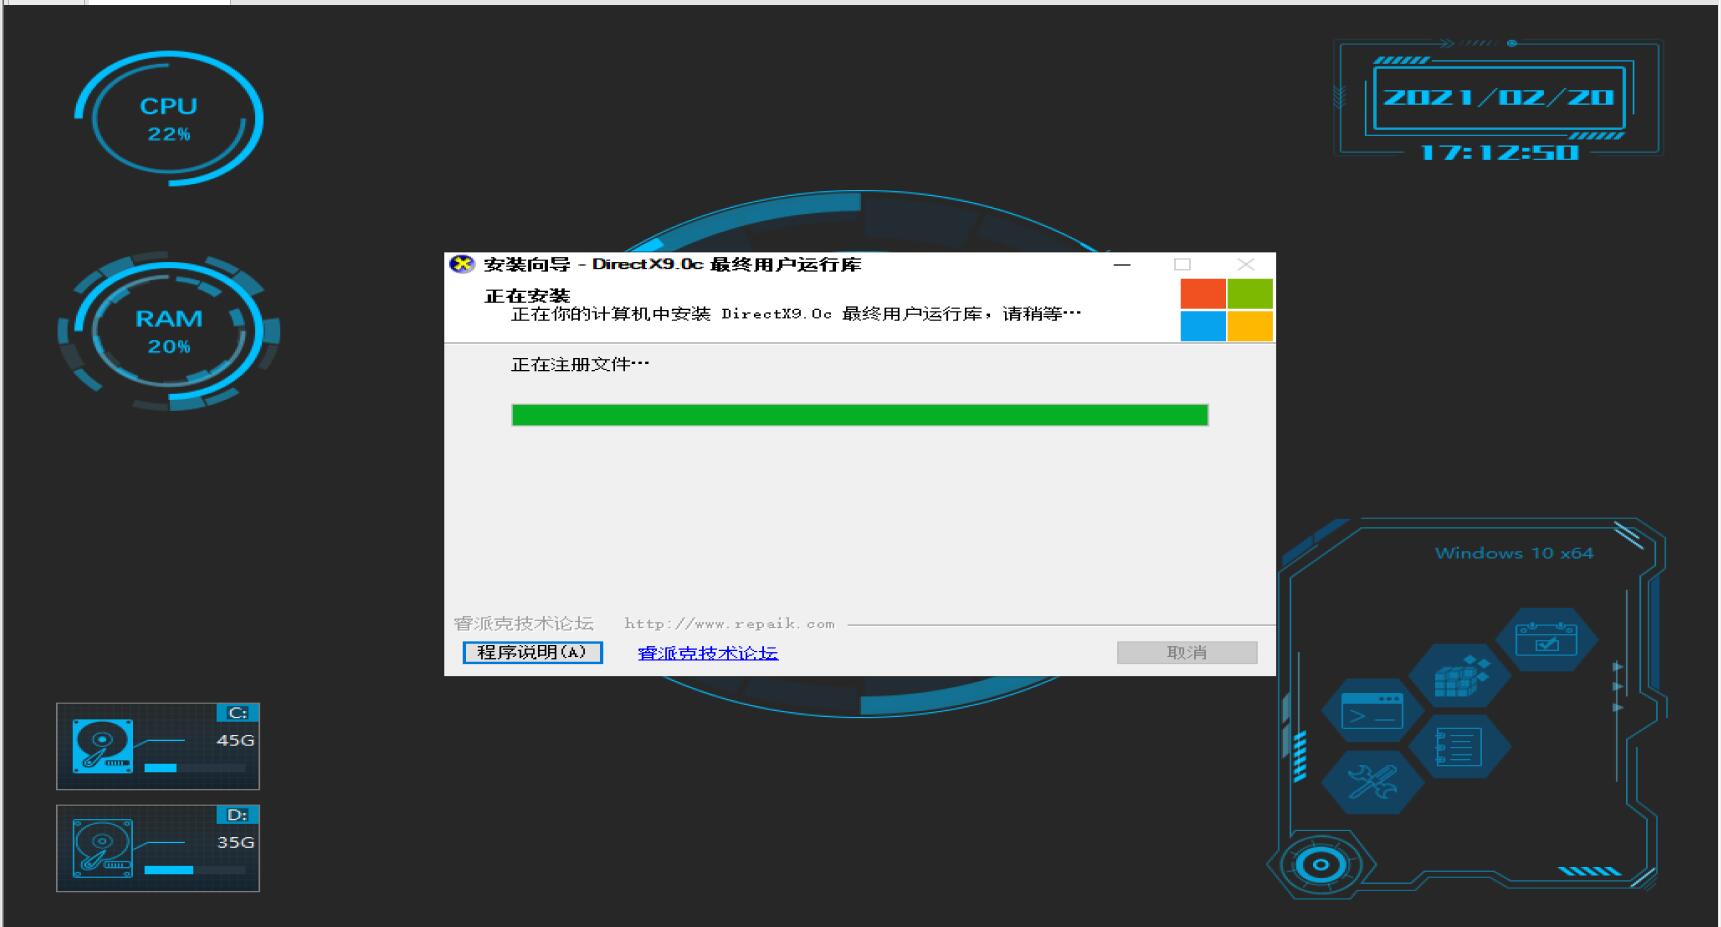 CPU
22%
2021/02/20
17:12:50
安装向导 - DirectX9.0c 最终用户运行库
正在安装
正在你的计算机中安装 DirectX9.0c 最终用户运行库，请稍等…
RAM
20%
正在注册文件…
Windows 10 x64
睿派克技术论坛 http://www.repaik.com
程序说明(A) 睿派克技术论坛 取消
C:
45G
D:
35G